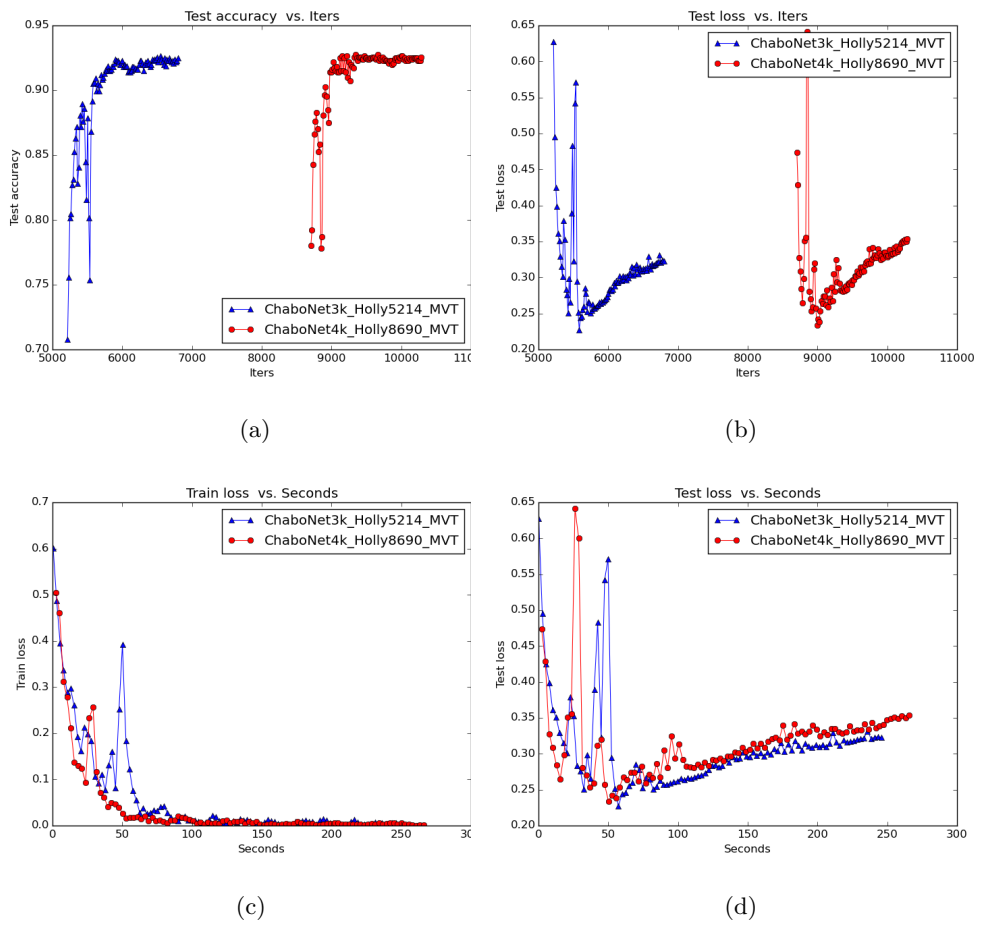 Test accuracy vs. Iters
0.95
0.90
0.85
0.80
0.75
0.70
Test accuracy
ChaboNet3k_Holly5214_MVT
ChaboNet4k_Holly8690_MVT
5000 6000 7000 8000 9000 10000 11000
Iters
(a)
Test loss vs. Iters
0.65
0.60
0.55
0.50
0.45
0.40
0.35
0.30
0.25
0.20
Test loss
ChaboNet3k_Holly5214_MVT
ChaboNet4k_Holly8690_MVT
5000 6000 7000 8000 9000 10000 11000
Iters
(b)
Train loss vs. Seconds
0.7
0.6
0.5
0.4
0.3
0.2
0.1
0.0
Train loss
ChaboNet3k_Holly5214_MVT
ChaboNet4k_Holly8690_MVT
0 50 100 150 200 250 300
Seconds
(c)
Test loss vs. Seconds
0.65
0.60
0.55
0.50
0.45
0.40
0.35
0.30
0.25
0.20
Test loss
ChaboNet3k_Holly5214_MVT
ChaboNet4k_Holly8690_MVT
0 50 100 150 200 250 300
Seconds
(d)